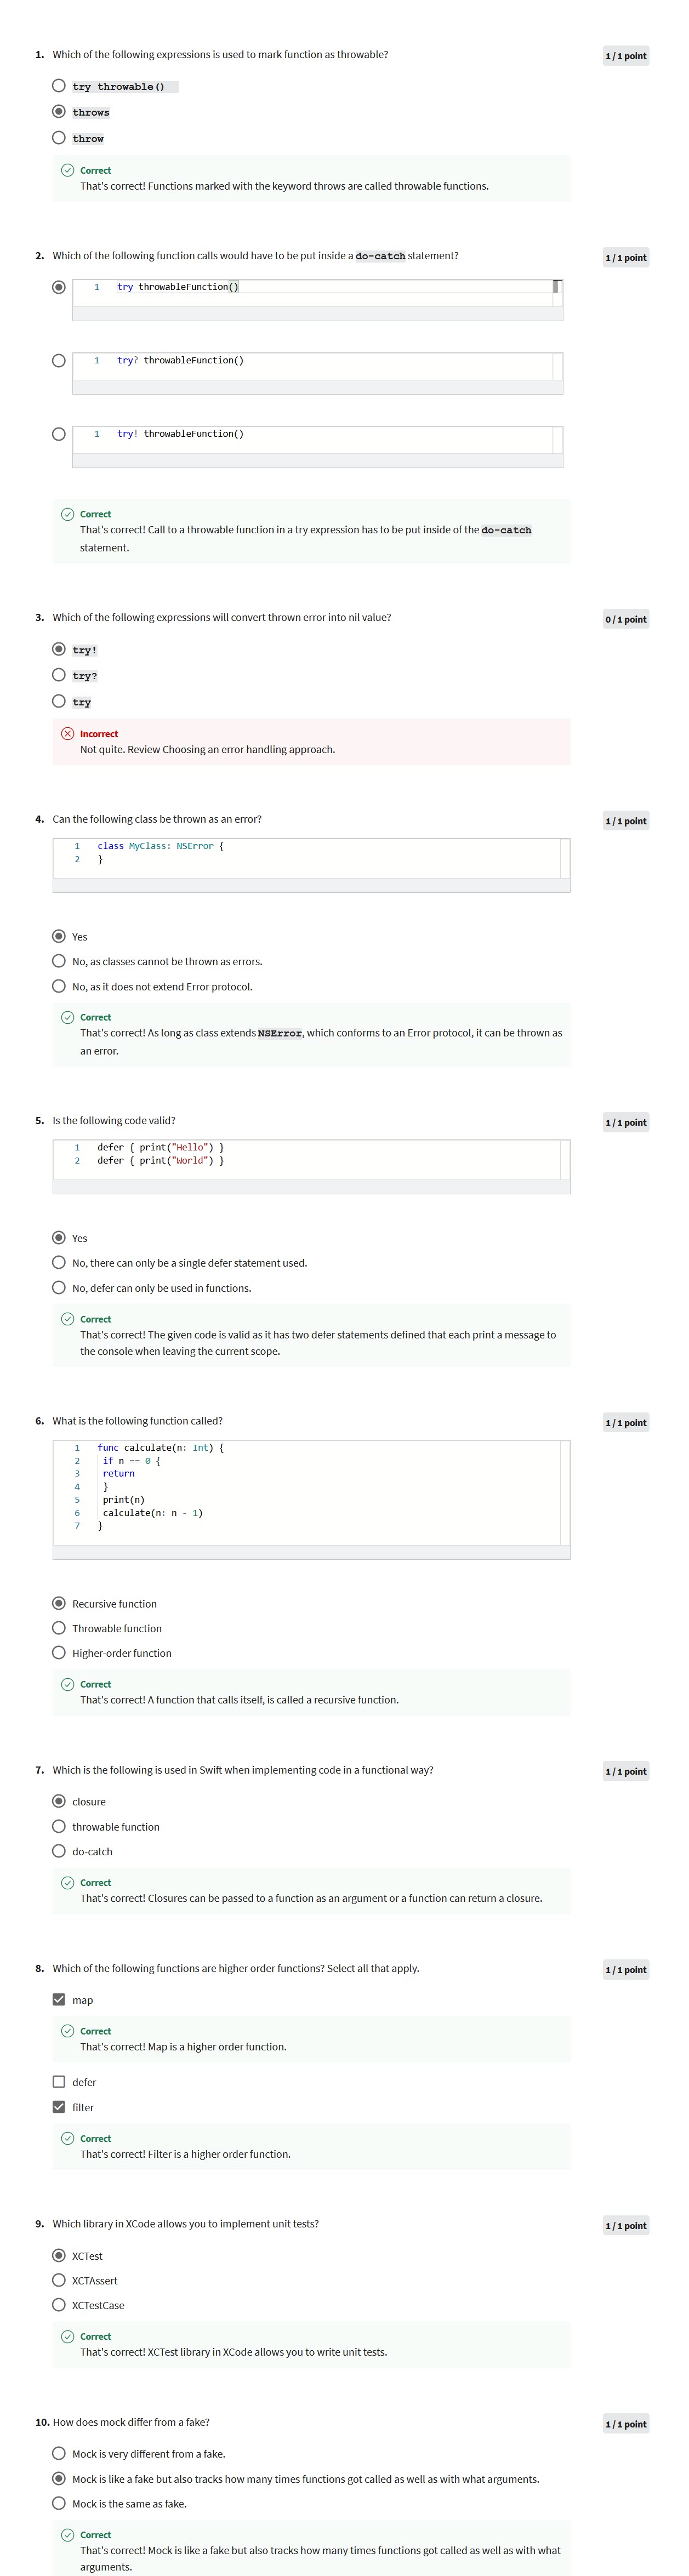 1. Which of the following expressions is used to mark function as throwable?
1 / 1 point
try throwable()
throws
throw
Correct
That's correct! Functions marked with the keyword throws are called throwable functions.
2. Which of the following function calls would have to be put inside a do-catch statement?
1 / 1 point
1 try throwableFunction()
1 try? throwableFunction()
1 try! throwableFunction()
Correct
That's correct! Call to a throwable function in a try expression has to be put inside of the do-catch
statement.
3. Which of the following expressions will convert thrown error into nil value?
0 / 1 point
try!
try?
try
Incorrect
Not quite. Review Choosing an error handling approach.
4. Can the following class be thrown as an error?
1 / 1 point
1 class MyClass: NSError {
2 }
Yes
No, as classes cannot be thrown as errors.
No, as it does not extend Error protocol.
Correct
That's correct! As long as class extends NSError, which conforms to an Error protocol, it can be thrown as
an error.
5. Is the following code valid?
1 / 1 point
1 defer { print("Hello") }
2 defer { print("World") }
Yes
No, there can only be a single defer statement used.
No, defer can only be used in functions.
Correct
That's correct! The given code is valid as it has two defer statements defined that each print a message to
the console when leaving the current scope.
6. What is the following function called?
1 / 1 point
1 func calculate(n: Int) {
2 if n == 0 {
3 return
4 }
5 print(n)
6 calculate(n: n - 1)
7 }
Recursive function
Throwable function
Higher-order function
Correct
That's correct! A function that calls itself, is called a recursive function.
7. Which is the following is used in Swift when implementing code in a functional way?
1 / 1 point
closure
throwable function
do-catch
Correct
That's correct! Closures can be passed to a function as an argument or a function can return a closure.
8. Which of the following functions are higher order functions? Select all that apply.
1 / 1 point
map
Correct
That's correct! Map is a higher order function.
defer
filter
Correct
That's correct! Filter is a higher order function.
9. Which library in XCode allows you to implement unit tests?
1 / 1 point
XCTest
XCTAssert
XCTestCase
Correct
That's correct! XCTest library in XCode allows you to write unit tests.
10. How does mock differ from a fake?
1 / 1 point
Mock is very different from a fake.
Mock is like a fake but also tracks how many times functions got called as well as with what arguments.
Mock is the same as fake.
Correct
That's correct! Mock is like a fake but also tracks how many times functions got called as well as with what
arguments.